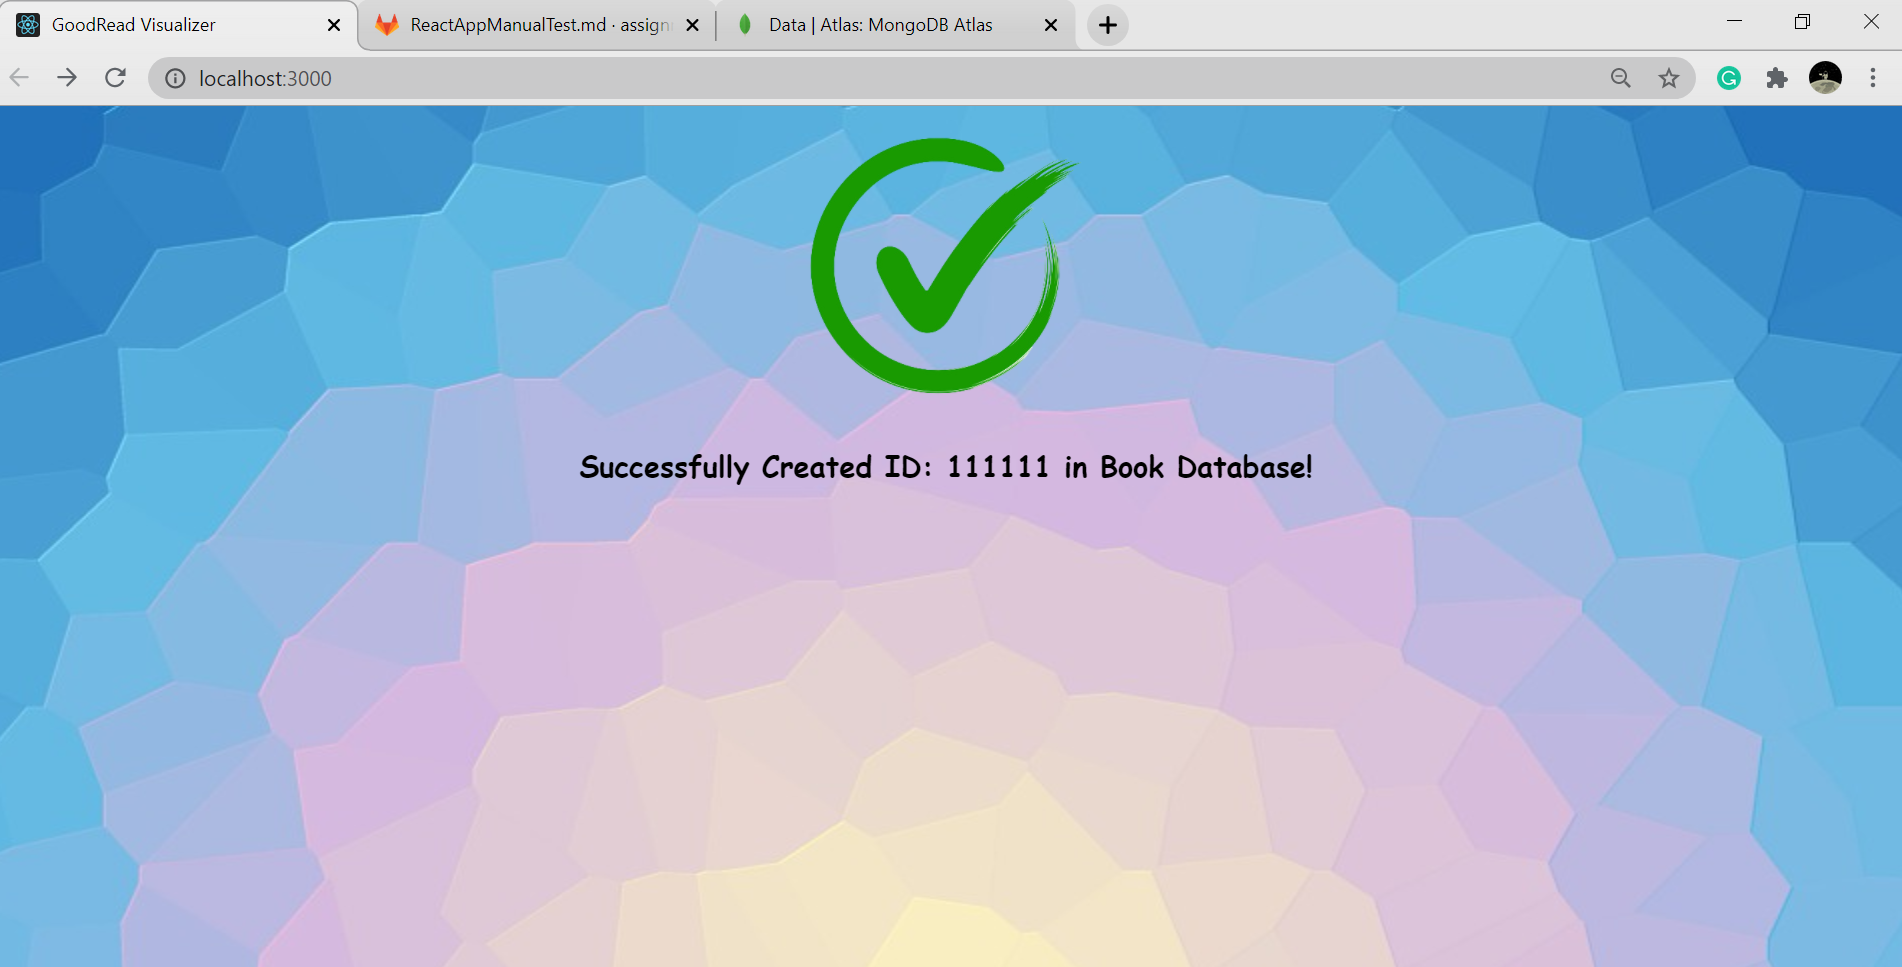 GoodRead Visualizer
ReactAppManualTest.md · assign
Data | Atlas: MongoDB Atlas
localhost:3000
Successfully Created ID: 111111 in Book Database!